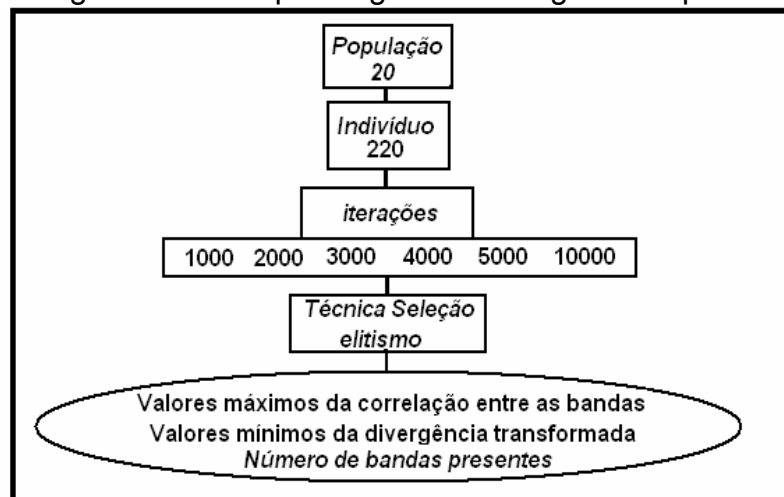 População
20
Indivíduo
220
iterações
1000 2000 3000 4000 5000 10000
Técnica Seleção
elitismo
Valores máximos da correlação entre as bandas
Valores mínimos da divergência transformada
Número de bandas presentes